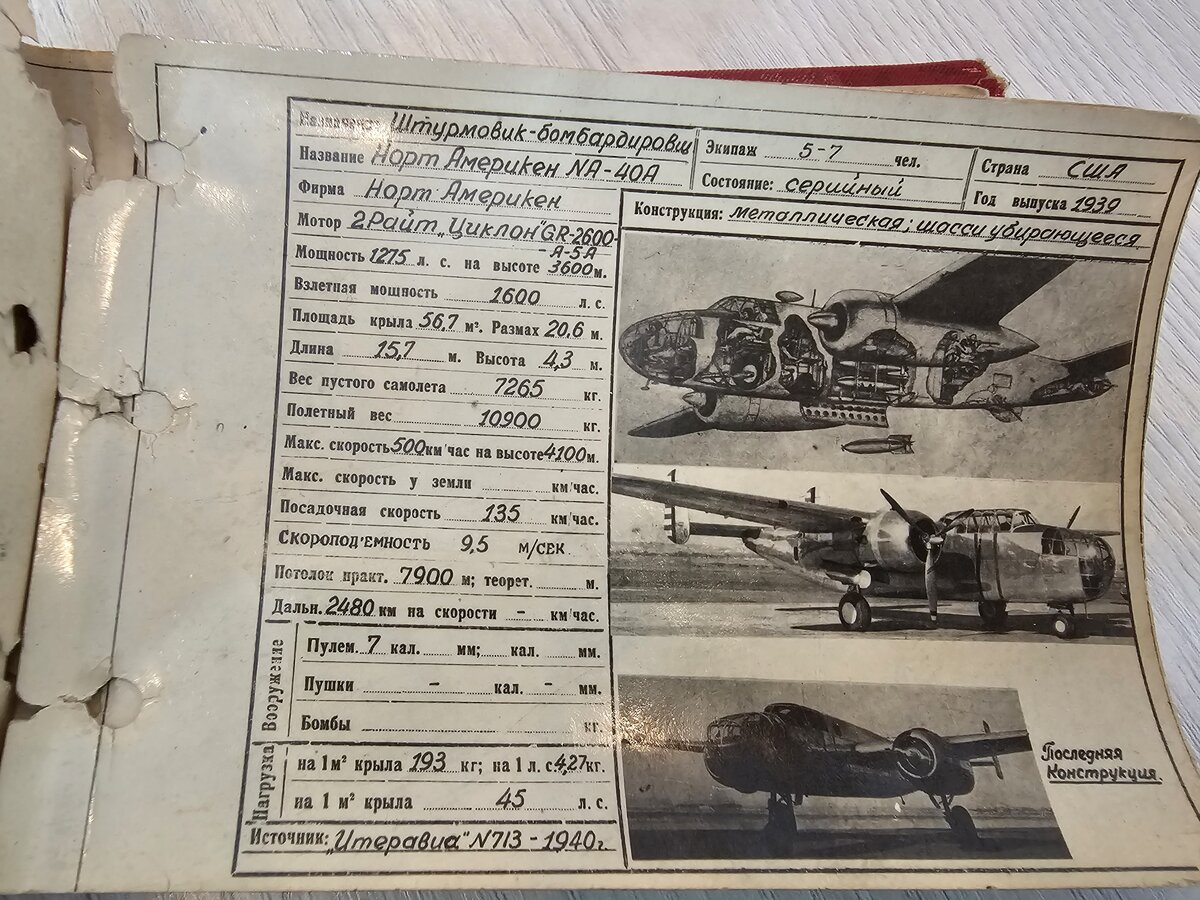 Назначение Штурмовик-бомбардировщ
Название Норт Америкен NA-40A
Фирма Норт Америкен
Мотор 2 Райт „Циклон" GR-2600-
-A-5A
Мощность 1275 л. с. на высоте 3600 м.
Взлетная мощность 1600 л. с.
Площадь крыла 56,7 м². Размах 20.6 м.
Длина 15,7 м. Высота 4,3 м.
Вес пустого самолета 7265 кг.
Полетный вес 10900 кг.
Макс. скорость 500 км/час на высоте 4100 м.
Макс. скорость у земли км/час.
Посадочная скорость 135 км/час.
Скороподъемность 9,5 м/сек.
Потолок практ. 7900 м; теорет. м.
Дальн. 2480 км на скорости - км/час.
Вооружение
Пулем. 7 кал. мм; кал. мм.
Пушки - кал. - мм.
Бомбы кг.
Нагрузка
на 1 м² крыла 193 кг; на 1 л. с. 4,27 кг.
на 1 м² крыла 45 л. с.
Источник: „Итеравиа" N713 - 1940 г.
Экипаж 5-7 чел.
Состояние: серийный
Страна США
Год выпуска 1939
Конструкция: металлическая; шасси убирающееся
Последняя
Конструкция.